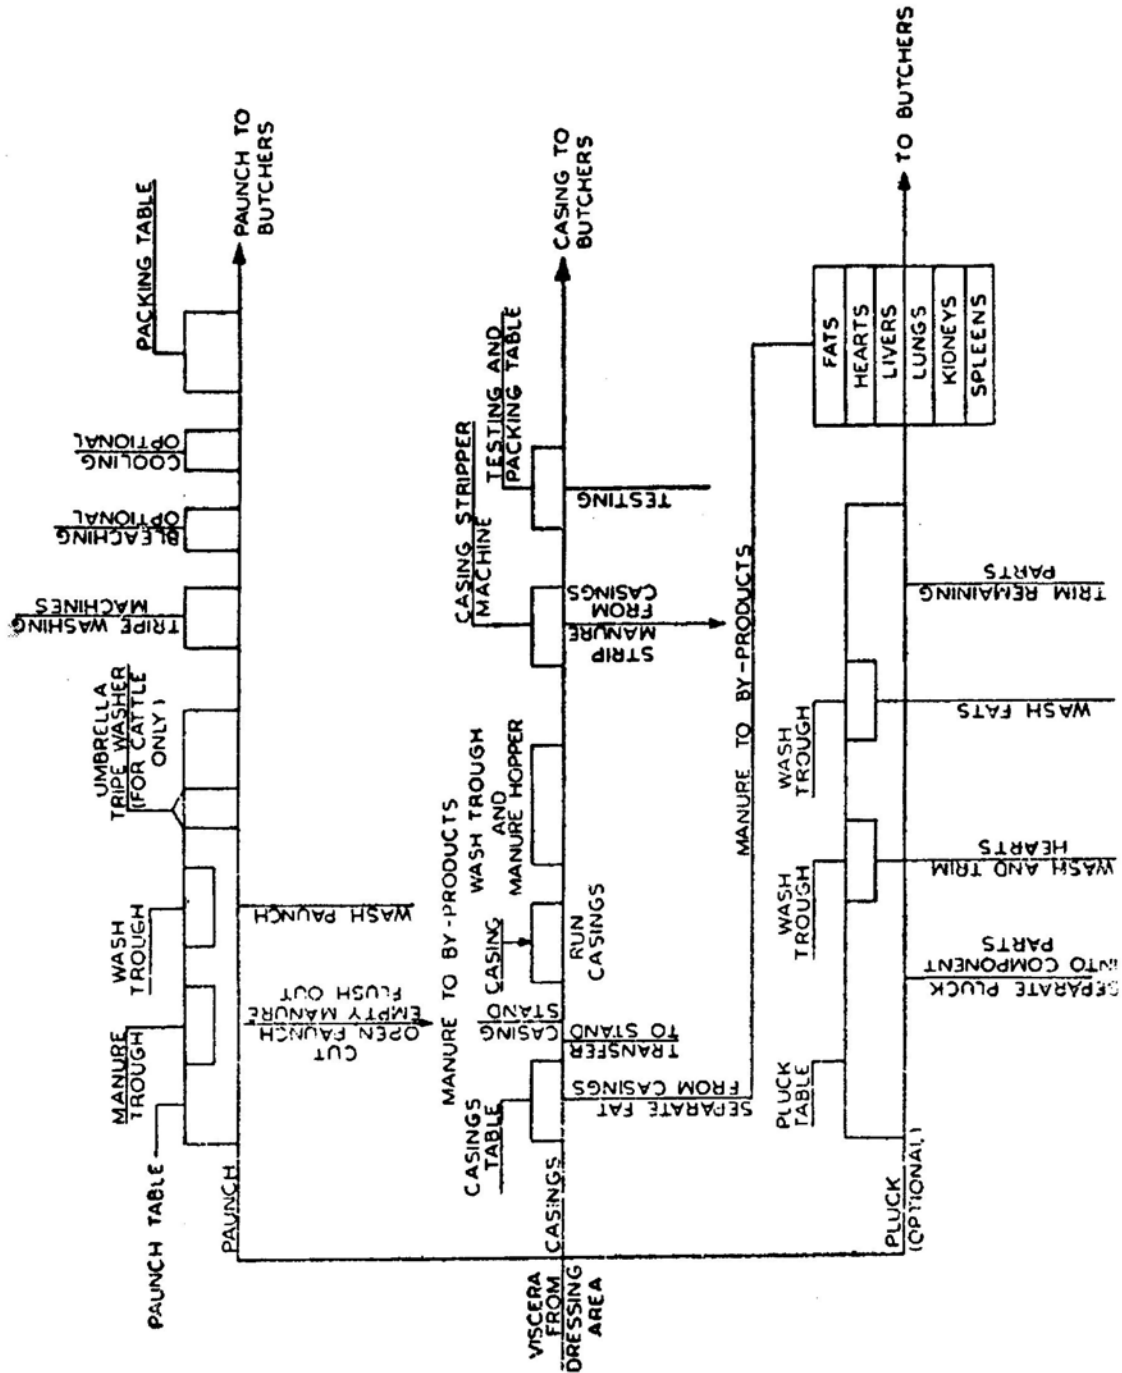 PAUNCH TABLE
MANURE
TROUGH
WASH
TROUGH
UMBRELLA
TRIPE WASHER
(FOR CATTLE
ONLY)
TRIPE WASHING
MACHINES
BLEACHING
OPTIONAL
COOLING
OPTIONAL
PACKING TABLE
PAUNCH
CUT
OPEN PAUNCH
EMPTY MANURE
FLUSH OUT
WASH PAUNCH
PAUNCH TO
BUTCHERS
MANURE TO BY-PRODUCTS
VISCERA
FROM
DRESSING
AREA
CASINGS
CASINGS
TABLE
SEPARATE FAT
FROM CASINGS
CASING
STAND
TRANSFER
TO STAND
CASING
RUN
CASINGS
WASH TROUGH
AND
MANURE HOPPER
CASING STRIPPER
MACHINE
STRIP
MANURE
FROM
CASINGS
TESTING AND
PACKING TABLE
TESTING
CASING TO
BUTCHERS
MANURE TO BY-PRODUCTS
PLUCK
(OPTIONAL)
PLUCK
TABLE
SEPARATE PLUCK
INTO COMPONENT
PARTS
WASH
TROUGH
WASH AND TRIM
HEARTS
WASH
TROUGH
WASH FATS
TRIM REMAINING
PARTS
FATS
HEARTS
LIVERS
LUNGS
KIDNEYS
SPLEENS
TO BUTCHERS